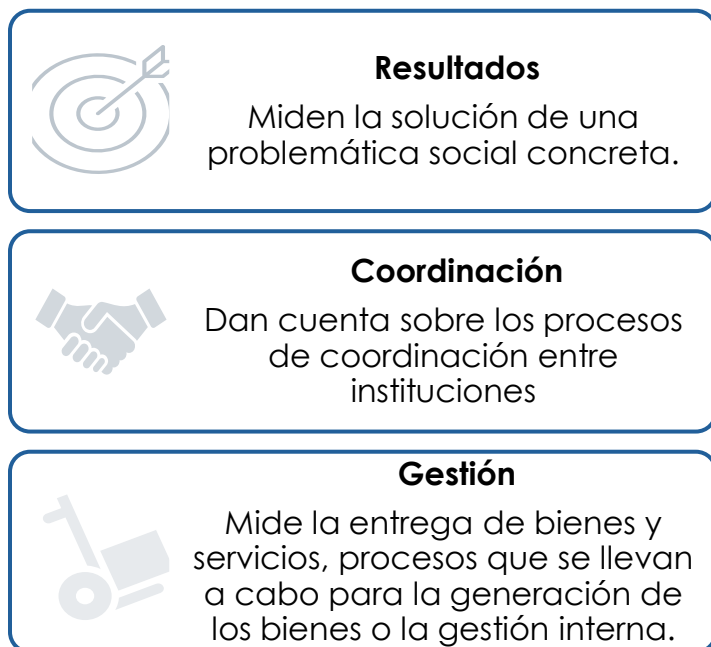 Resultados
Miden la solución de una
problemática social concreta.
Coordinación
Dan cuenta sobre los procesos
de coordinación entre
instituciones
Gestión
Mide la entrega de bienes y
servicios, procesos que se llevan
a cabo para la generación de
los bienes o la gestión interna.